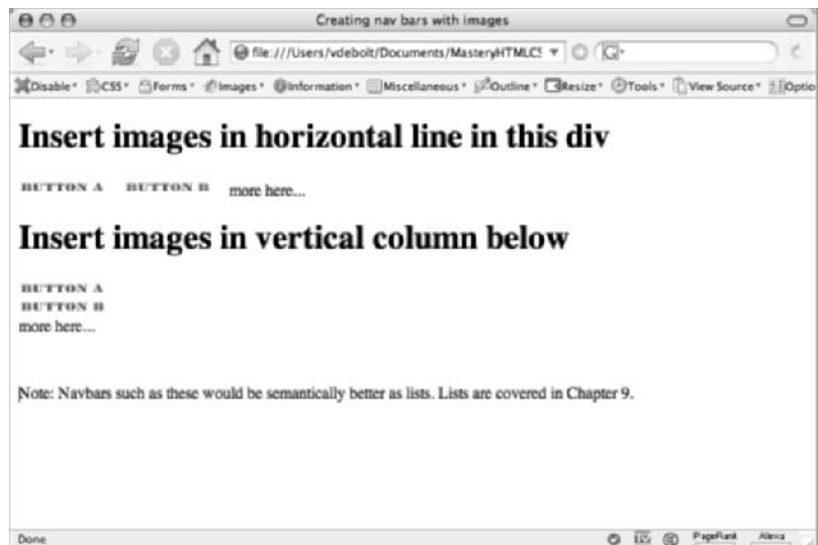 Creating nav bars with images
file:///Users/vdebolt/Documents/MasteryHTMLCS
Disable CSS Forms Images Information Miscellaneous Outline Resize Tools View Source Optio
Insert images in horizontal line in this div
BUTTON A BUTTON B more here...
Insert images in vertical column below
BUTTON A
BUTTON B
more here...
Note: Navbars such as these would be semantically better as lists. Lists are covered in Chapter 9.
Done PageRank Alexa